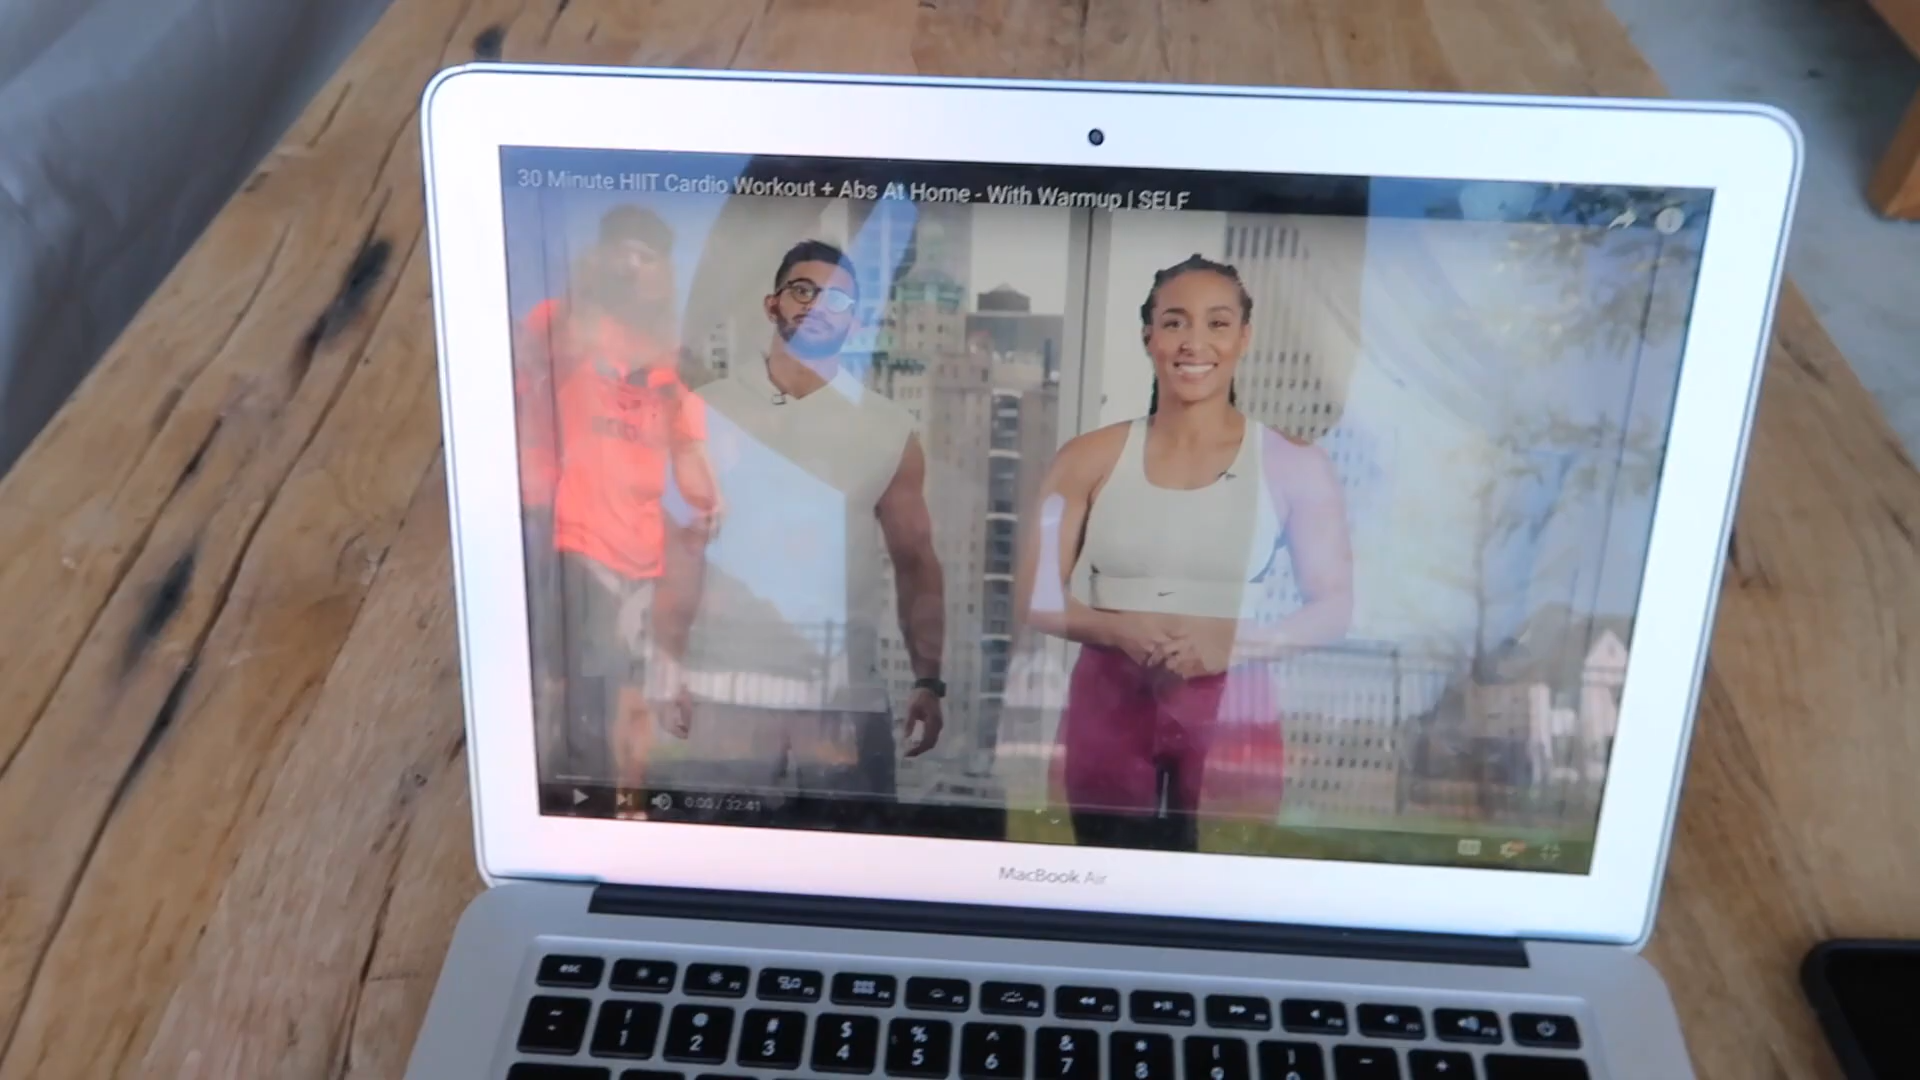 30 Minute HIIT Cardio Workout + Abs At Home - With Warmup | SELF
0:00 / 32:41
MacBook Air
esc
~ ! @ # $ % ^ & *
1 2 3 4 5 6 7 8 9 0